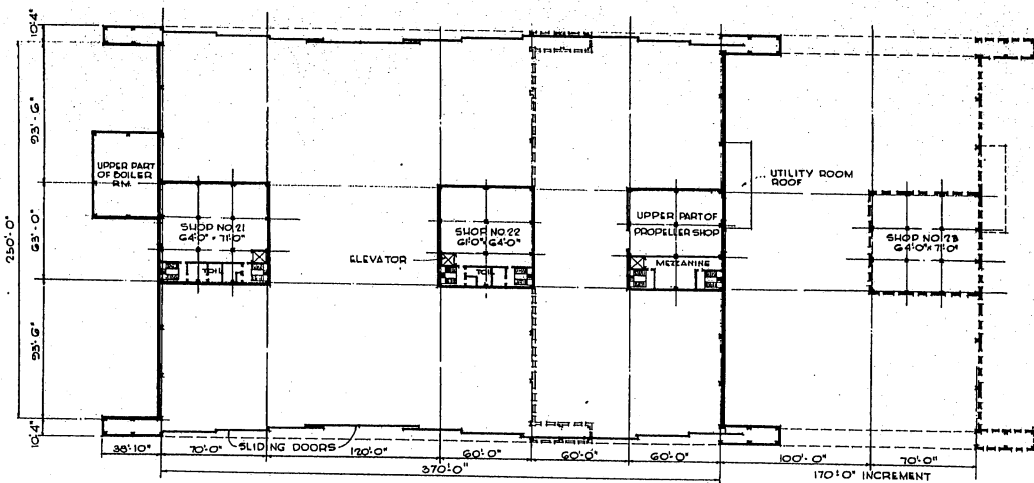 10'-4"
93'-6"
63'-0"
250'-0"
93'-6"
10'-4"
UPPER PART
OF BOILER
RM.
SHOP NO. 21
64'-0" × 71'-0"
TOIL.
ELEVATOR
SHOP NO. 22
61'-0" × 64'-0"
TOIL.
UPPER PART OF
PROPELLER SHOP
MEZZANINE
UTILITY ROOM
ROOF
SHOP NO. 23
64'-0" × 71'-0"
38'-10"
70'-0"
SLIDING DOORS
120'-0"
60'-0"
60'-0"
60'-0"
100'-0"
70'-0"
370'-0"
170'-0" INCREMENT